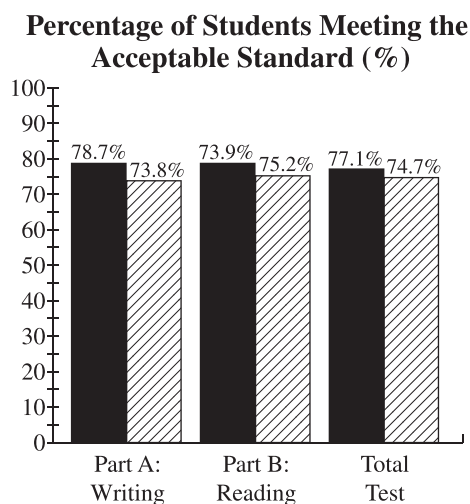 Percentage of Students Meeting the
Acceptable Standard (%)
100
90
80
70
60
50
40
30
20
10
0
78.7%
73.8%
73.9%
75.2%
77.1%
74.7%
Part A:
Writing
Part B:
Reading
Total
Test